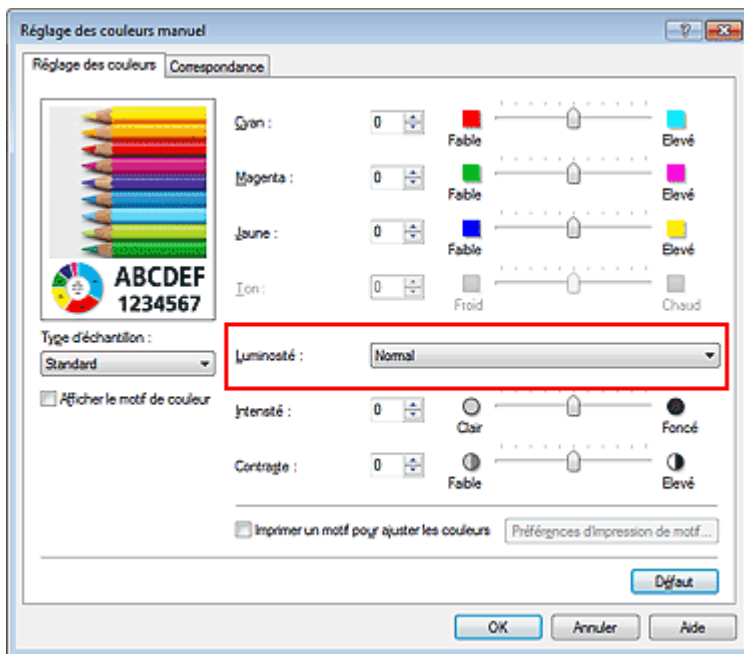 Réglage des couleurs manuel
Réglage des couleurs
Correspondance
Cyan :
0
Faible
Elevé
Magenta :
0
Faible
Elevé
Jaune :
0
Faible
Elevé
ABCDEF
1234567
Ton :
0
Froid
Chaud
Type d'échantillon :
Standard
Luminosité :
Normal
Afficher le motif de couleur
Intensité :
0
Clair
Foncé
Contraste :
0
Faible
Elevé
Imprimer un motif pour ajuster les couleurs
Préférences d'impression de motif...
Défaut
OK
Annuler
Aide